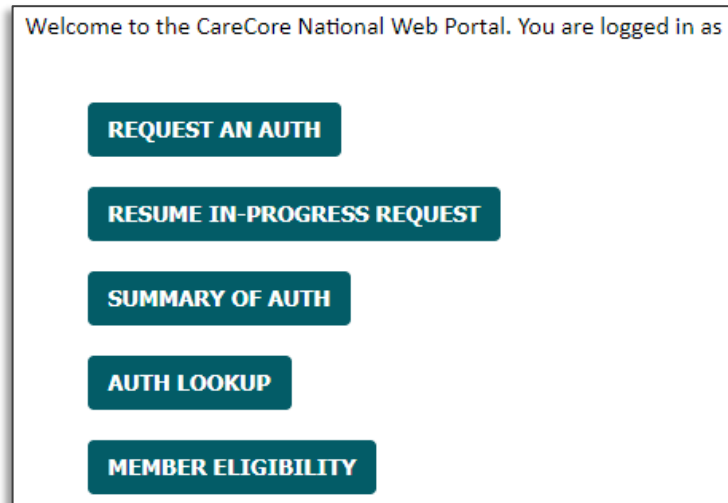 Welcome to the CareCore National Web Portal. You are logged in as
REQUEST AN AUTH
RESUME IN-PROGRESS REQUEST
SUMMARY OF AUTH
AUTH LOOKUP
MEMBER ELIGIBILITY